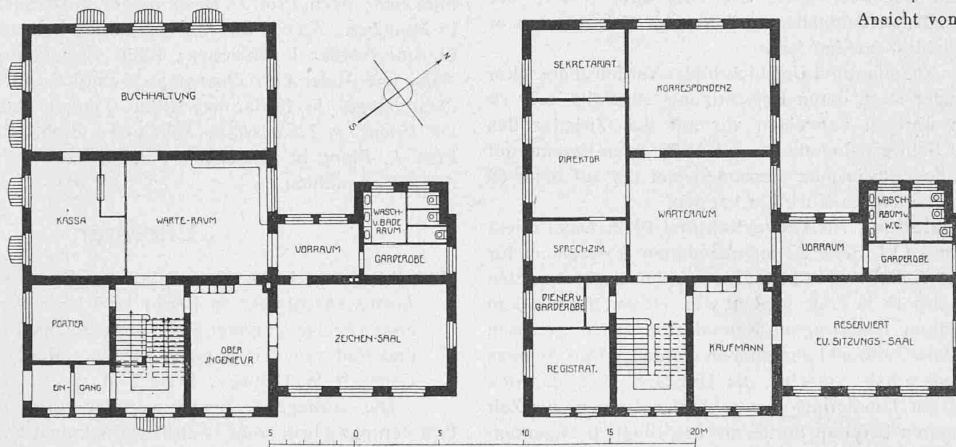 Ansicht von
BUCHHALTUNG
N
S
KASSA
WARTE-RAUM
VORRAUM
WASCH-
U. BADE
RAUM
GARDEROBE
PORTIER
EIN-
GANG
OBER
INGENIEUR
ZEICHEN-SAAL
SEKRETARIAT.
KORRESPONDENZ
DIREKTOR
WARTERAUM
SPRECHZIM.
VORRAUM
WASCH-
RAUM u.
W.C.
GARDEROBE
DIENER u.
GARDEROBE
REGISTRAT.
KAUFMANN
RESERVIERT
EU. SITZUNGS-SAAL
5 0 5 10 15 20M